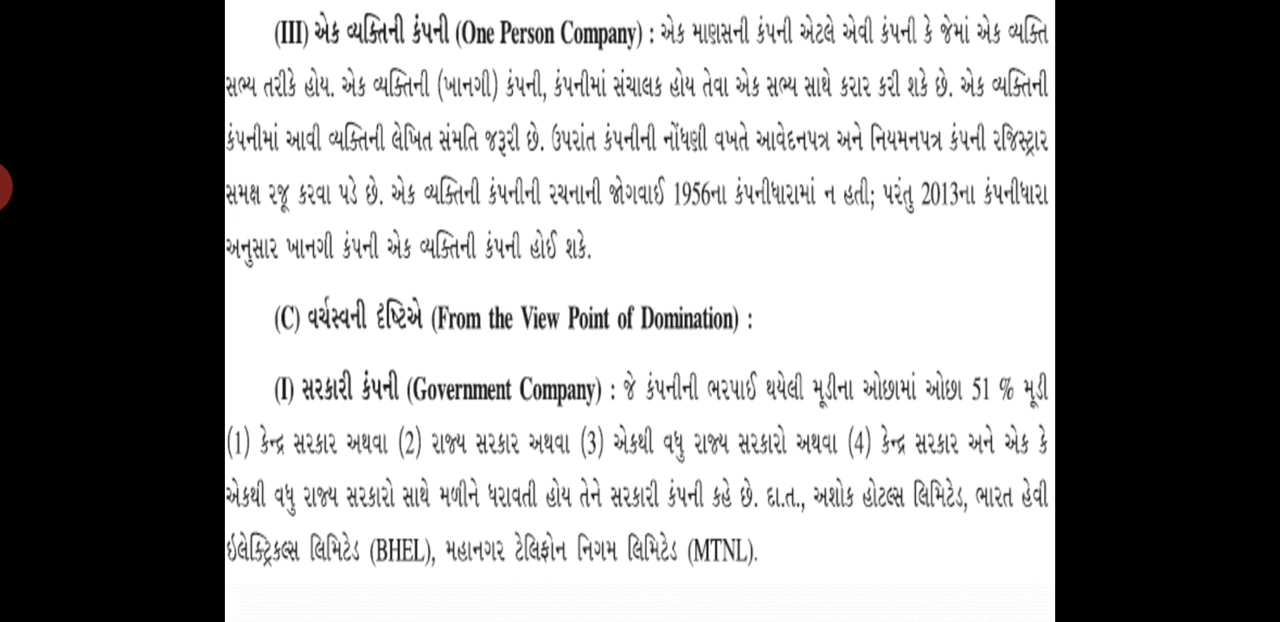 (III) એક વ્યક્તિની કંપની (One Person Company) : એક માણસની કંપની એટલે એવી કંપની કે જેમાં એક વ્યક્તિ
સભ્ય તરીકે હોય. એક વ્યક્તિની (ખાનગી) કંપની, કંપનીમાં સંચાલક હોય તેવા એક સભ્ય સાથે કરાર કરી શકે છે. એક વ્યક્તિની
કંપનીમાં આવી વ્યક્તિની લેખિત સંમતિ જરૂરી છે. ઉપરાંત કંપનીની નોંધણી વખતે આવેદનપત્ર અને નિયમનપત્ર કંપની રજિસ્ટ્રાર
સમક્ષ રજૂ કરવા પડે છે. એક વ્યક્તિની કંપનીની રચનાની જોગવાઈ 1956ના કંપનીધારામાં ન હતી; પરંતુ 2013ના કંપનીધારા
અનુસાર ખાનગી કંપની એક વ્યક્તિની કંપની હોઈ શકે.
(C) વર્ચસ્વની દૃષ્ટિએ (From the View Point of Domination) :
(I) સરકારી કંપની (Government Company) : જે કંપનીની ભરપાઈ થયેલી મૂડીના ઓછામાં ઓછા 51 % મૂડી
(1) કેન્દ્ર સરકાર અથવા (2) રાજ્ય સરકાર અથવા (3) એકથી વધુ રાજ્ય સરકારો અથવા (4) કેન્દ્ર સરકાર અને એક કે
એકથી વધુ રાજ્ય સરકારો સાથે મળીને ધરાવતી હોય તેને સરકારી કંપની કહે છે. દા.ત., અશોક હોટલ્સ લિમિટેડ, ભારત હેવી
ઇલેક્ટ્રિકલ્સ લિમિટેડ (BHEL), મહાનગર ટેલિફોન નિગમ લિમિટેડ (MTNL).